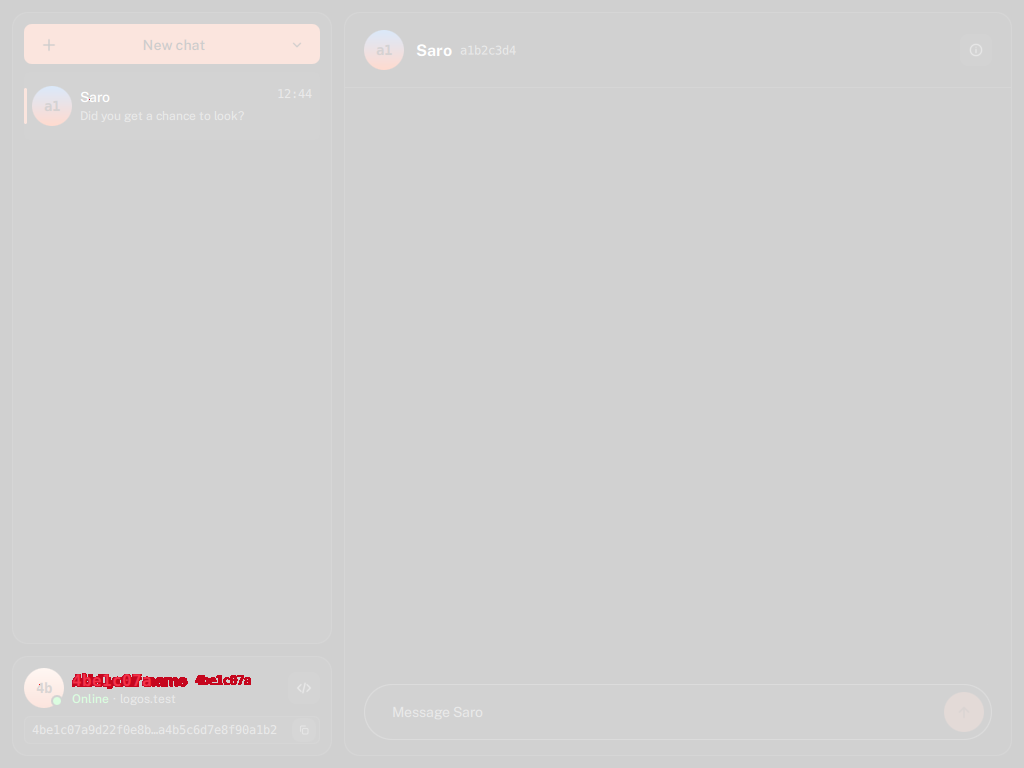 New chat
a1 Saro 12:44
Did you get a chance to look?
a1 Saro a1b2c3d4
Message Saro
4b 4be1c07a
Online · logos.test
4be1c07a9d22f0e8b…a4b5c6d7e8f90a1b2